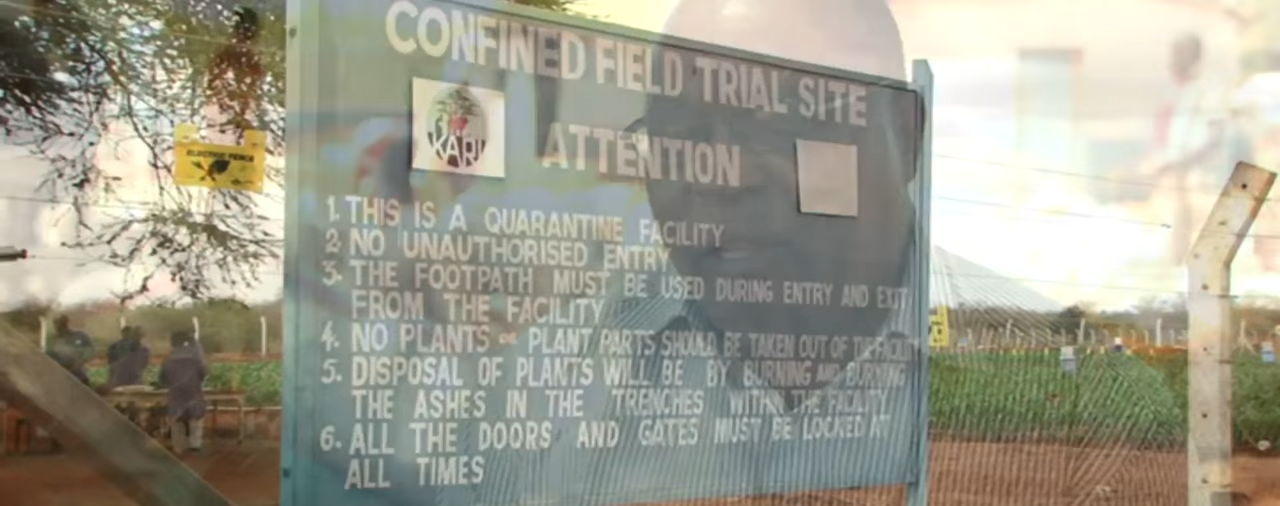 CONFINED FIELD TRIAL SITE
KARI
ATTENTION
ELECTRIC FENCE
1. THIS IS A QUARANTINE FACILITY
2. NO UNAUTHORISED ENTRY
3. THE FOOTPATH MUST BE USED DURING ENTRY AND EXIT
FROM THE FACILITY
4. NO PLANTS OR PLANT PARTS SHOULD BE TAKEN OUT OF THE FACILIT
5. DISPOSAL OF PLANTS WILL BE BY BURNING AND BURYING
THE ASHES IN THE TRENCHES WITHIN THE FACILITY
6. ALL THE DOORS AND GATES MUST BE LOCKED AT
ALL TIMES